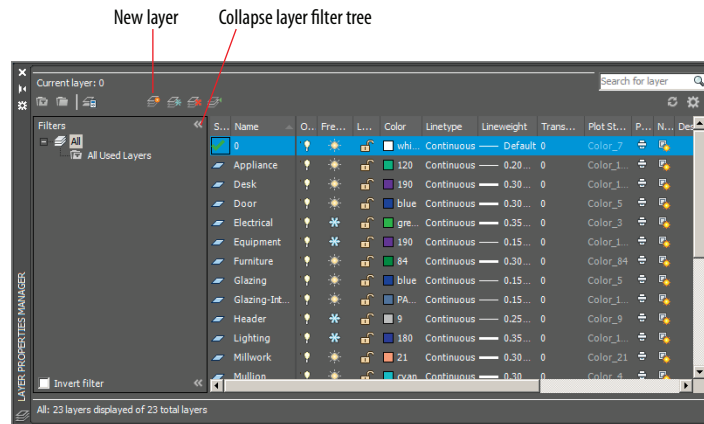 New layer Collapse layer filter tree
Current layer: 0
Search for layer
Filters
S... Name O.. Fre... L... Color Linetype Lineweight Trans... Plot St... P... N... Des
All
All Used Layers
0 whi... Continuous Default 0 Color_7
Appliance 120 Continuous 0.20... 0 Color_1...
Desk 190 Continuous 0.30... 0 Color_1...
Door blue Continuous 0.30... 0 Color_5
Electrical gre... Continuous 0.35... 0 Color_3
Equipment 190 Continuous 0.15... 0 Color_1...
Furniture 84 Continuous 0.30... 0 Color_84
Glazing blue Continuous 0.15... 0 Color_5
Glazing-Int... PA... Continuous 0.15... 0 Color_1...
Header 9 Continuous 0.25... 0 Color_9
Lighting 180 Continuous 0.35... 0 Color_1...
Millwork 21 Continuous 0.30... 0 Color_21
Mullion cyan Continuous 0.30 0 Color_4
Invert filter
All: 23 layers displayed of 23 total layers
LAYER PROPERTIES MANAGER